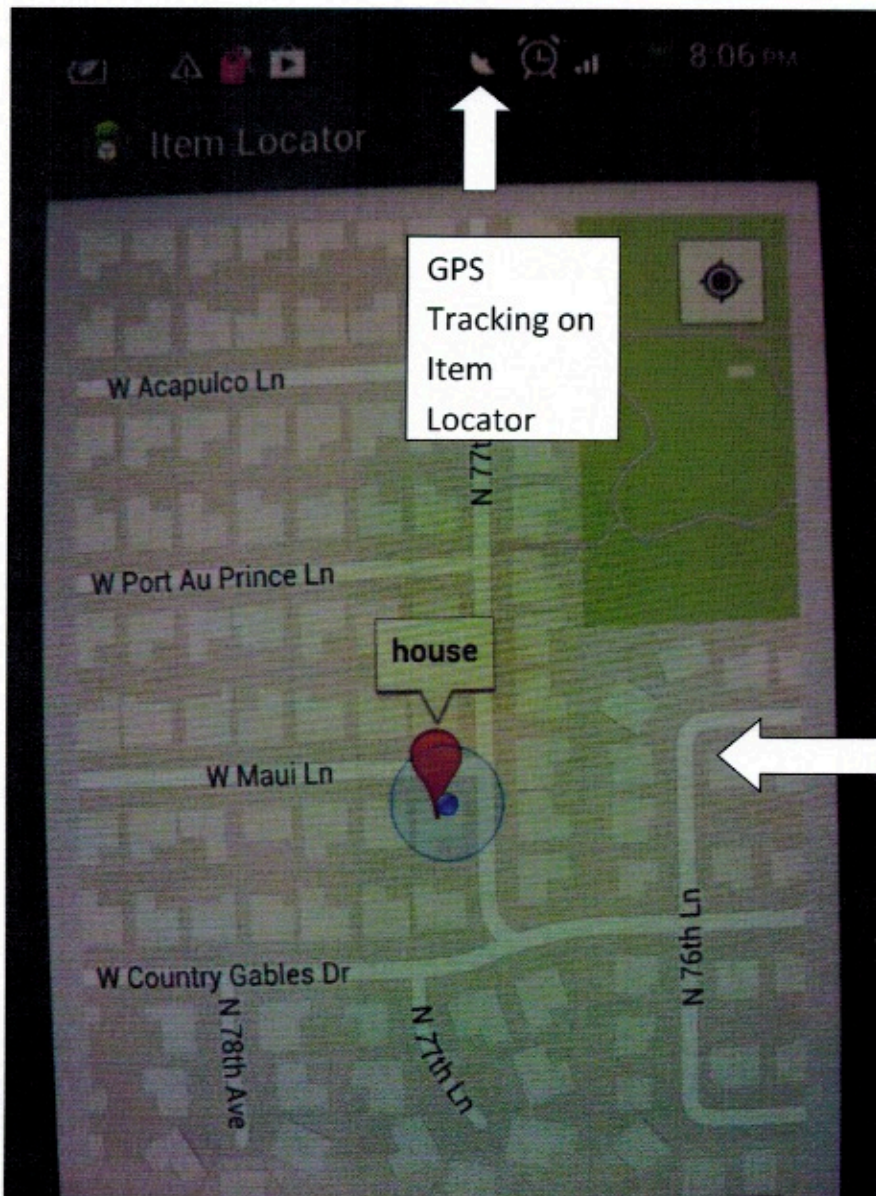 8:06 PM
Item Locator
GPS
Tracking on
Item
Locator
W Acapulco Ln
W Port Au Prince Ln
house
W Maui Ln
N 76th Ln
W Country Gables Dr
N 78th Ave
N 77th Ln